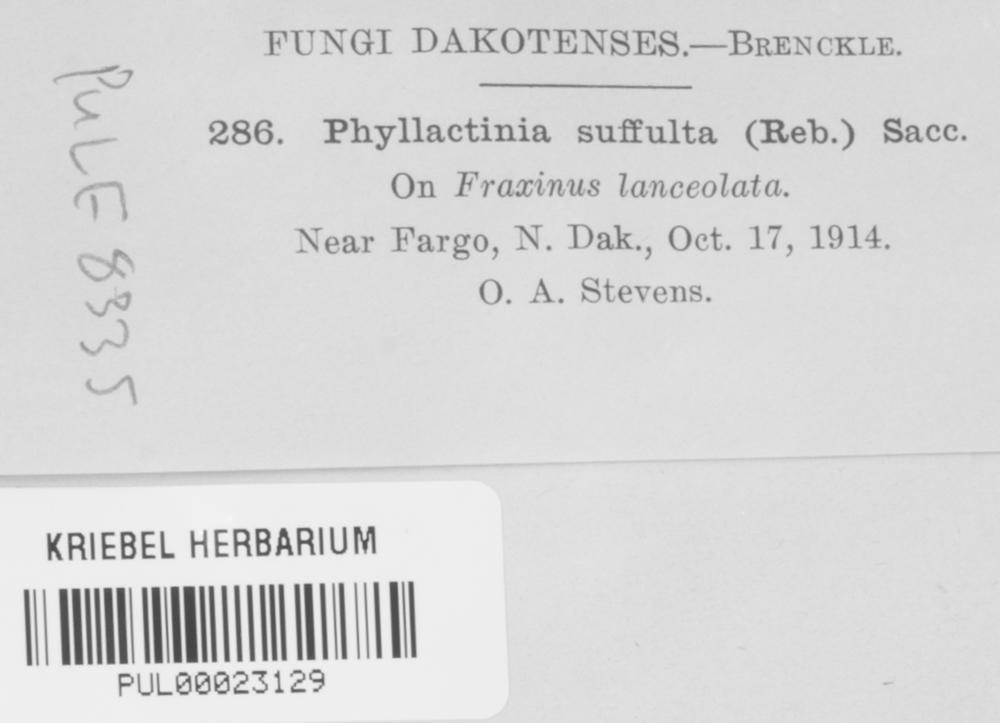 FUNGI DAKOTENSES.—BRENCKLE.
286. Phyllactinia suffulta (Reb.) Sacc.
On Fraxinus lanceolata.
Near Fargo, N. Dak., Oct. 17, 1914.
O. A. Stevens.
PuLE 8335
KRIEBEL HERBARIUM
PUL00023129